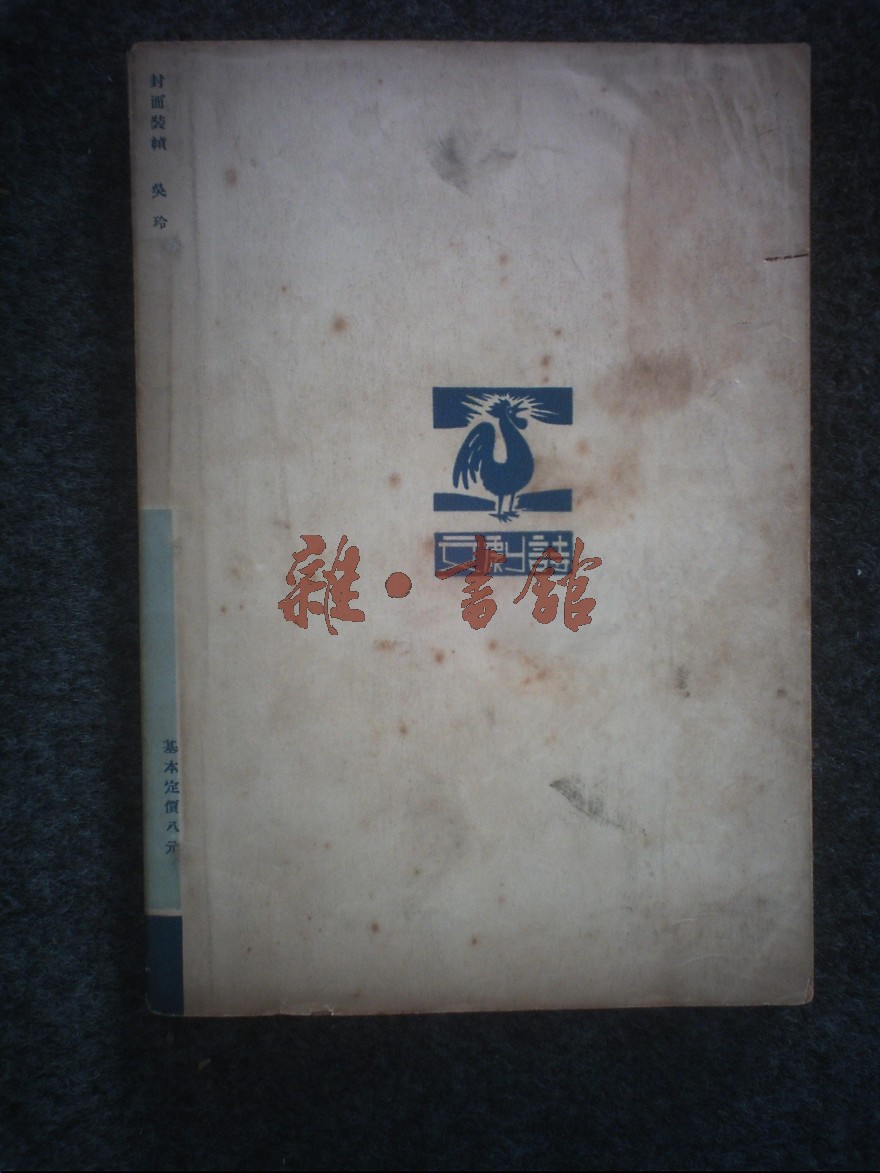 封面裝幀 吳玲
雜·書館
基本定價八元